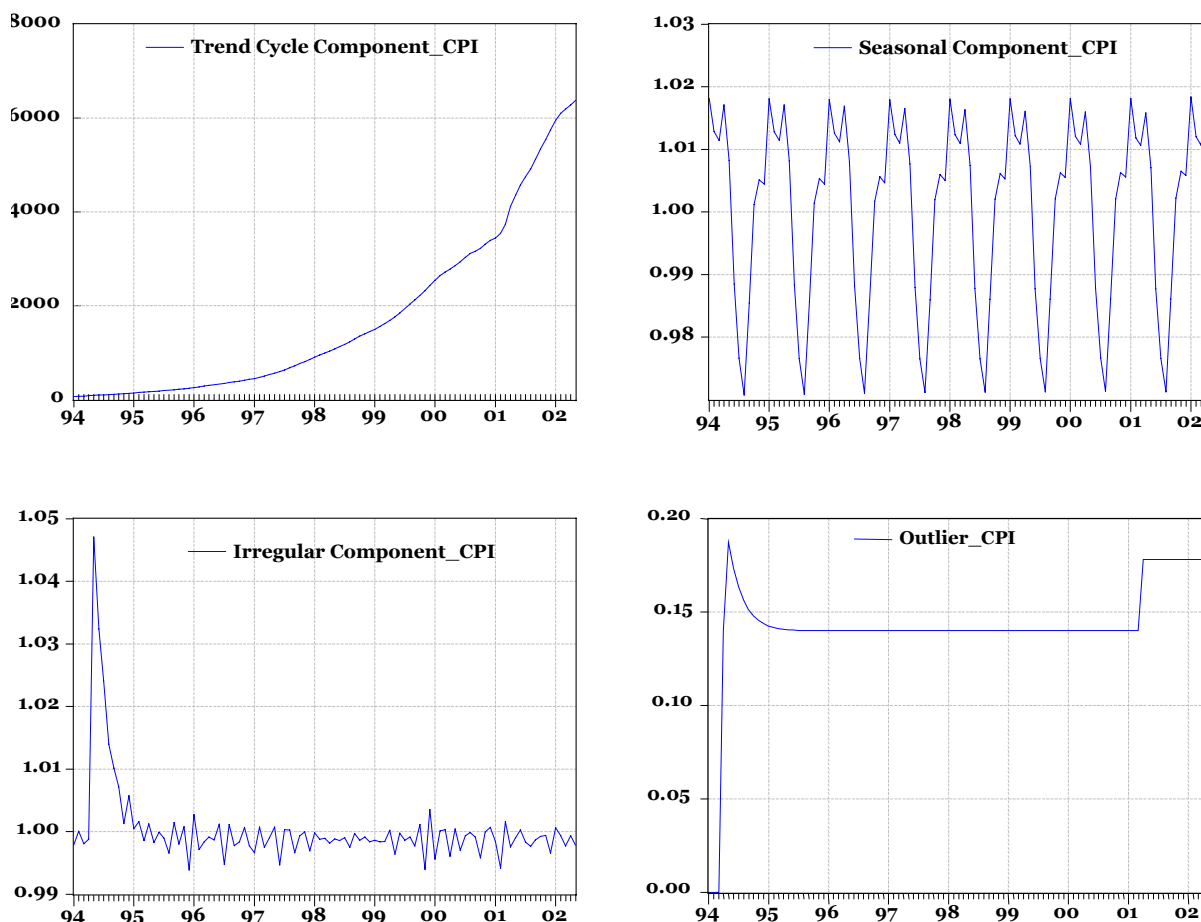 Trend Cycle Component_CPI
8000
6000
4000
2000
0
94 95 96 97 98 99 00 01 02
Seasonal Component_CPI
1.03
1.02
1.01
1.00
0.99
0.98
94 95 96 97 98 99 00 01 02
Irregular Component_CPI
1.05
1.04
1.03
1.02
1.01
1.00
0.99
94 95 96 97 98 99 00 01 02
Outlier_CPI
0.20
0.15
0.10
0.05
0.00
94 95 96 97 98 99 00 01 02